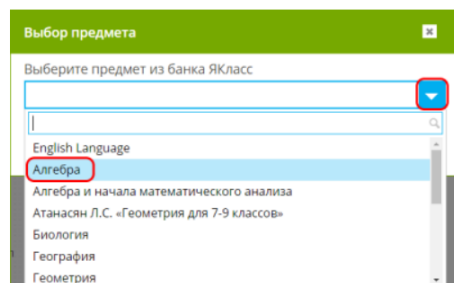 Выбор предмета
Выберите предмет из банка ЯКласс
English Language
Алгебра
Алгебра и начала математического анализа
Атанасян Л.С. «Геометрия для 7-9 классов»
Биология
География
Геометрия